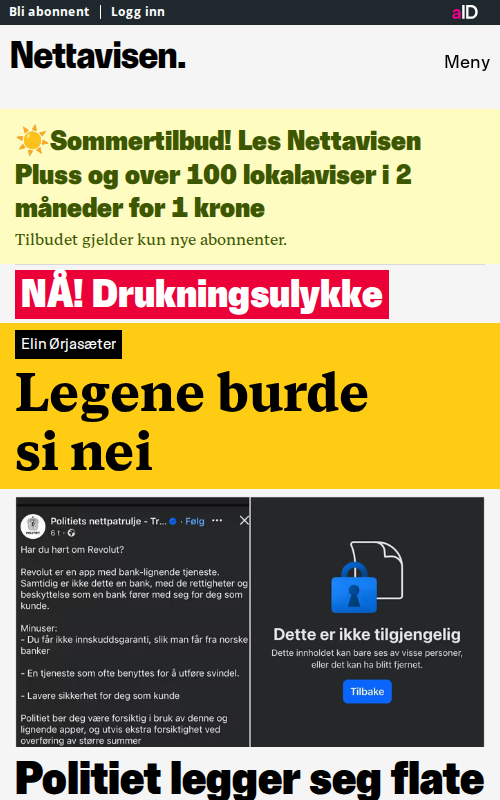 Bli abonnent | Logg inn
aID
Nettavisen.
Meny
Sommertilbud! Les Nettavisen
Pluss og over 100 lokalaviser i 2
måneder for 1 krone
Tilbudet gjelder kun nye abonnenter.
NÅ! Drukningsulykke
Elin Ørjasæter
Legene burde
si nei
Politiets nettpatrulje - Tr... · Følg
6 t ·
Har du hørt om Revolut?
Revolut er en app med bank-lignende tjeneste.
Samtidig er ikke dette en bank, med de rettigheter og
beskyttelse som en bank fører med seg for deg som
kunde.
Minuser:
- Du får ikke innskuddsgaranti, slik man får fra norske
banker
- En tjeneste som ofte benyttes for å utføre svindel.
- Lavere sikkerhet for deg som kunde
Politiet ber deg være forsiktig i bruk av denne og
lignende apper, og utvis ekstra forsiktighet ved
overføring av større summer
Dette er ikke tilgjengelig
Dette innholdet kan bare ses av visse personer,
eller det kan ha blitt fjernet.
Tilbake
Politiet legger seg flate